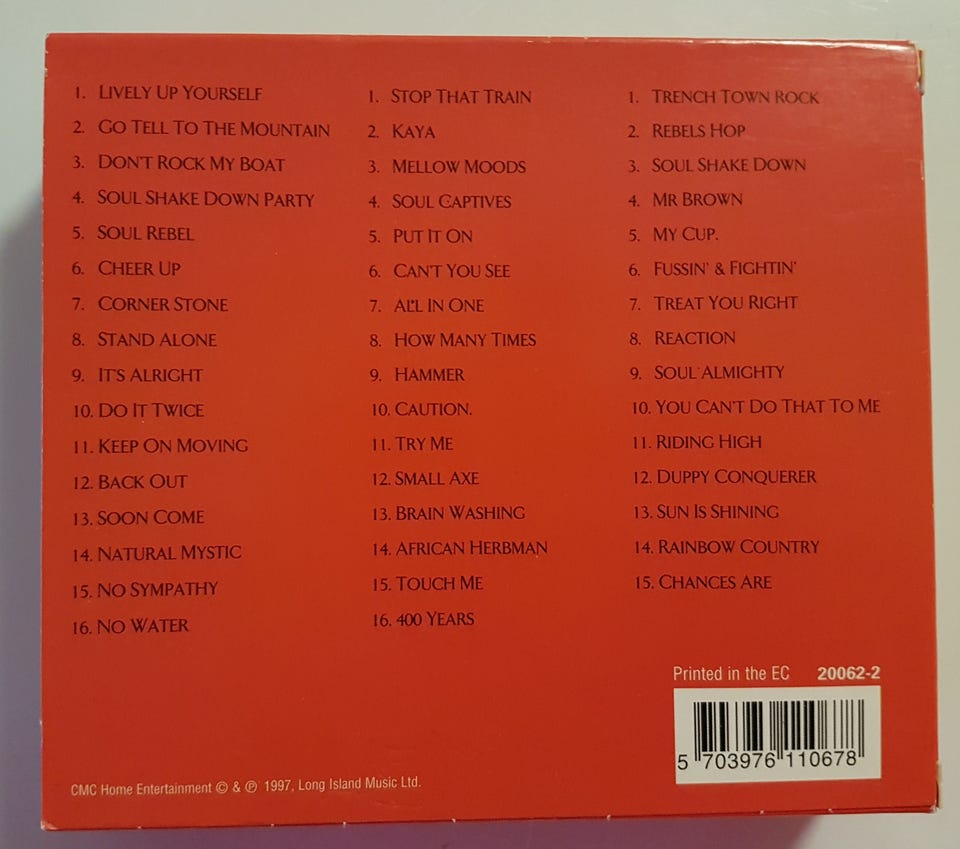 1. LIVELY UP YOURSELF
2. GO TELL TO THE MOUNTAIN
3. DON'T ROCK MY BOAT
4. SOUL SHAKE DOWN PARTY
5. SOUL REBEL
6. CHEER UP
7. CORNER STONE
8. STAND ALONE
9. IT'S ALRIGHT
10. DO IT TWICE
11. KEEP ON MOVING
12. BACK OUT
13. SOON COME
14. NATURAL MYSTIC
15. NO SYMPATHY
16. NO WATER
1. STOP THAT TRAIN
2. KAYA
3. MELLOW MOODS
4. SOUL CAPTIVES
5. PUT IT ON
6. CAN'T YOU SEE
7. ALL IN ONE
8. HOW MANY TIMES
9. HAMMER
10. CAUTION.
11. TRY ME
12. SMALL AXE
13. BRAIN WASHING
14. AFRICAN HERBMAN
15. TOUCH ME
16. 400 YEARS
1. TRENCH TOWN ROCK
2. REBELS HOP
3. SOUL SHAKE DOWN
4. MR BROWN
5. MY CUP.
6. FUSSIN' & FIGHTIN'
7. TREAT YOU RIGHT
8. REACTION
9. SOUL ALMIGHTY
10. YOU CAN'T DO THAT TO ME
11. RIDING HIGH
12. DUPPY CONQUERER
13. SUN IS SHINING
14. RAINBOW COUNTRY
15. CHANCES ARE
Printed in the EC 20062-2
5 703976 110678
CMC Home Entertainment © & ℗ 1997, Long Island Music Ltd.